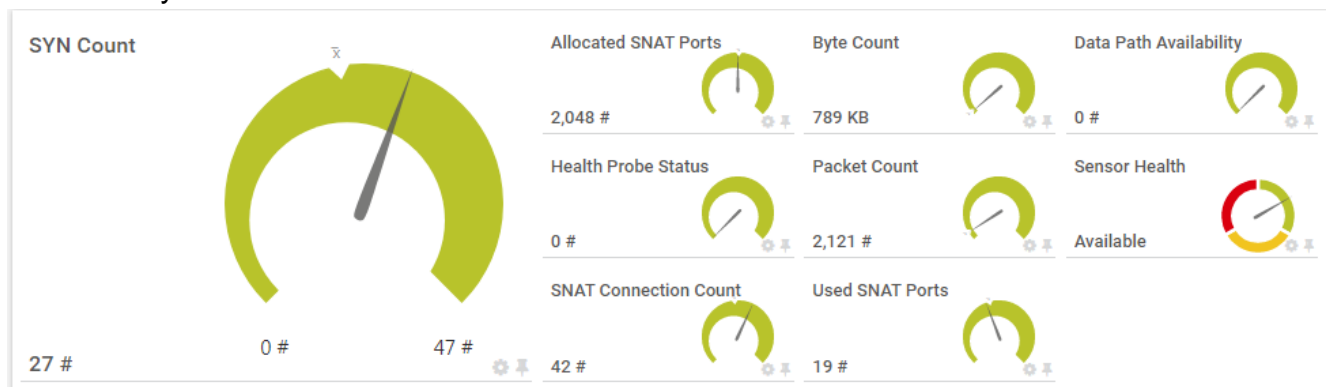 SYN Count
x̄
0 #
47 #
27 #
Allocated SNAT Ports
2,048 #
Byte Count
789 KB
Data Path Availability
0 #
Health Probe Status
0 #
Packet Count
2,121 #
Sensor Health
Available
SNAT Connection Count
42 #
Used SNAT Ports
19 #